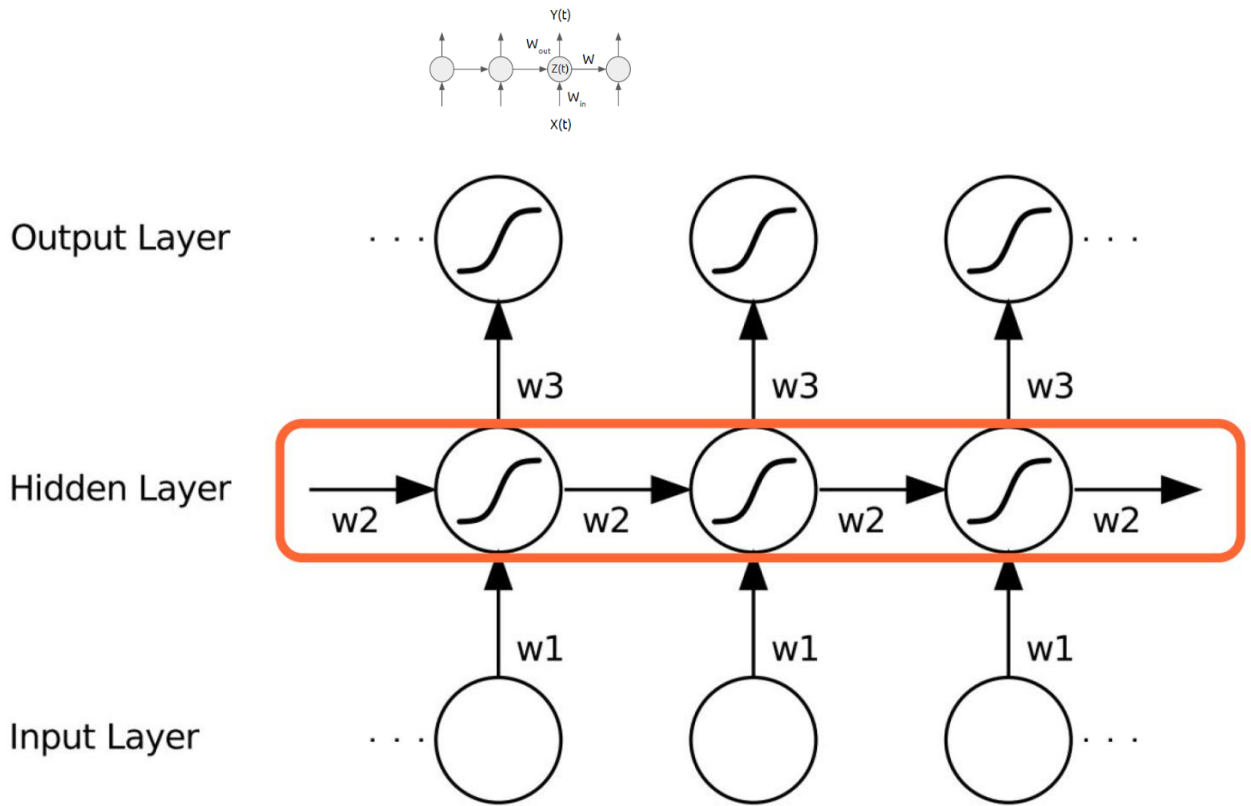 Y(t)
W_out
W
Z(t)
W_in
X(t)
Output Layer
. . .
. . .
w3 w3 w3
Hidden Layer
w2 w2 w2 w2
w1 w1 w1
Input Layer
. . .
. . .